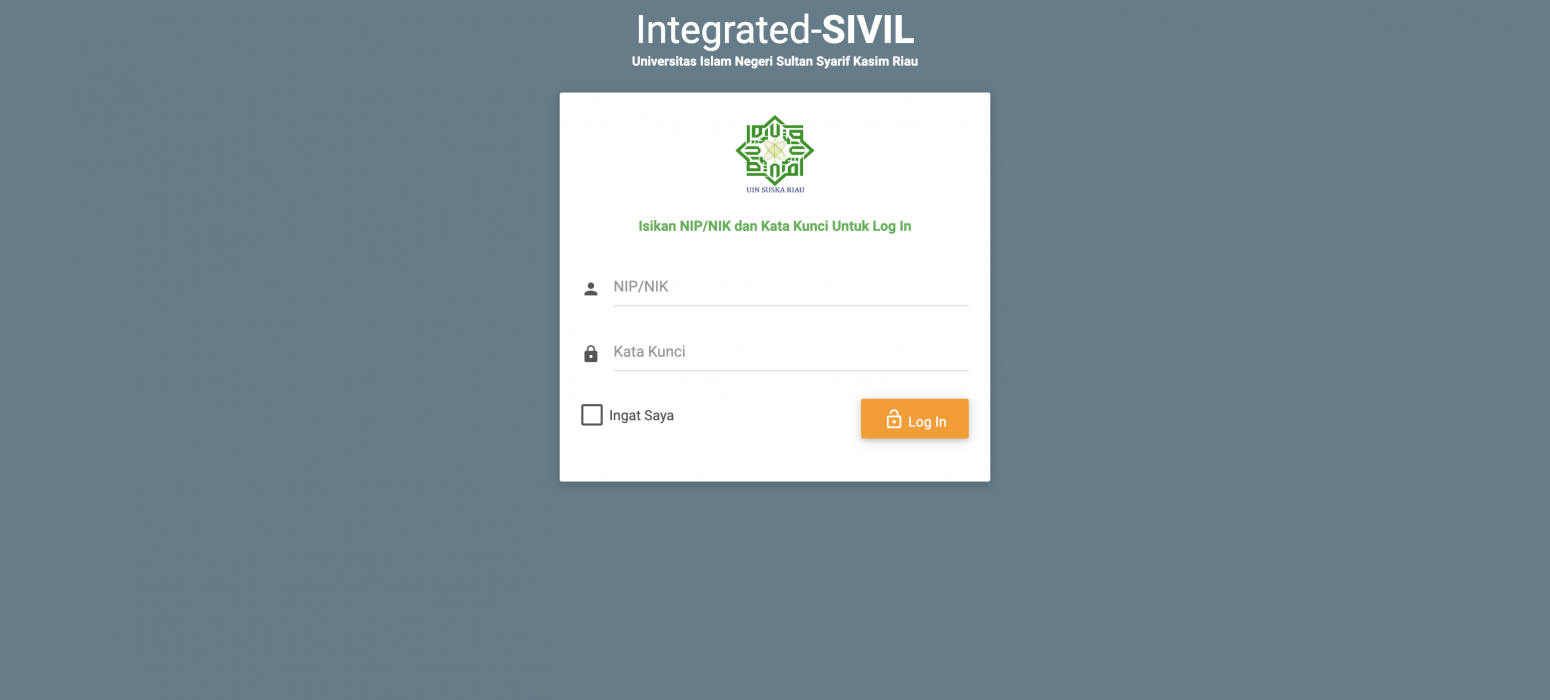 Integrated-SIVIL
Universitas Islam Negeri Sultan Syarif Kasim Riau
UIN SUSKA RIAU
Isikan NIP/NIK dan Kata Kunci Untuk Log In
NIP/NIK
Kata Kunci
Ingat Saya
Log In